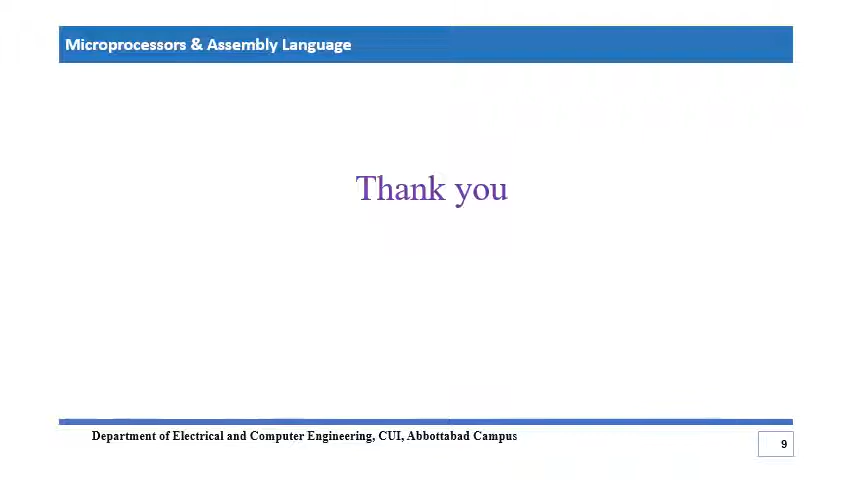 Microprocessors & Assembly Language
Thank you
Department of Electrical and Computer Engineering, CUI, Abbottabad Campus
9